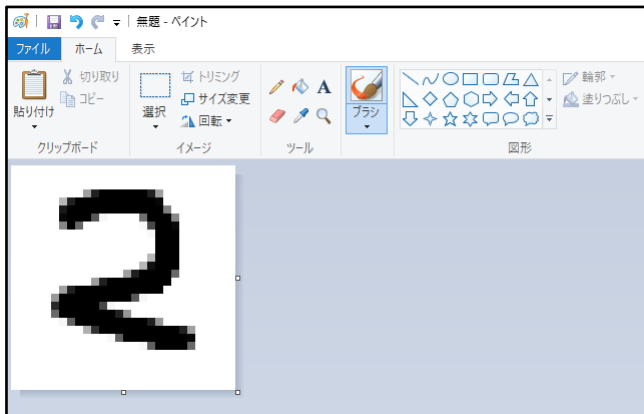 無題 - ペイント
ファイル ホーム 表示
貼り付け
切り取り
コピー
クリップボード
選択
トリミング
サイズ変更
回転
イメージ
A
ツール
ブラシ
図形
輪郭
塗りつぶし
2